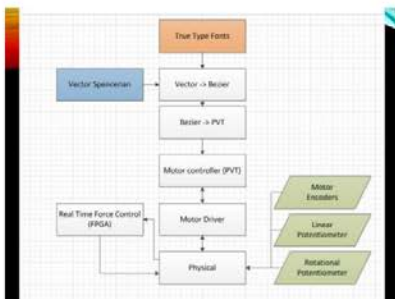 True Type Fonts
Vector Spencerian
Vector -> Bezier
Bezier -> PVT
Motor controller (PVT)
Motor
Encoders
Real Time Force Control
(FPGA)
Motor Driver
Linear
Potentiometer
Physical
Rotational
Potentiometer